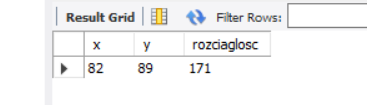 Result Grid Filter Rows:
x y rozciaglosc
82 89 171